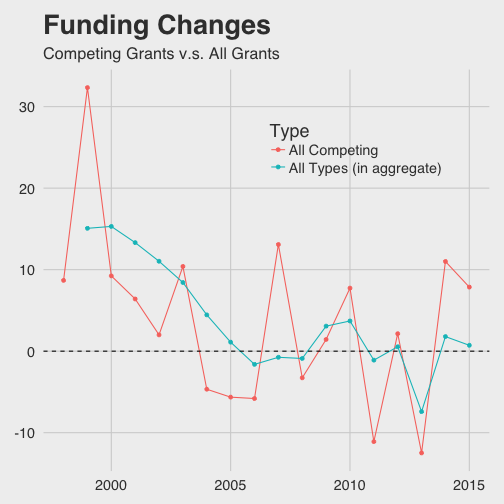 Funding Changes
Competing Grants v.s. All Grants
30
20
10
0
-10
Type
All Competing
All Types (in aggregate)
2000
2005
2010
2015